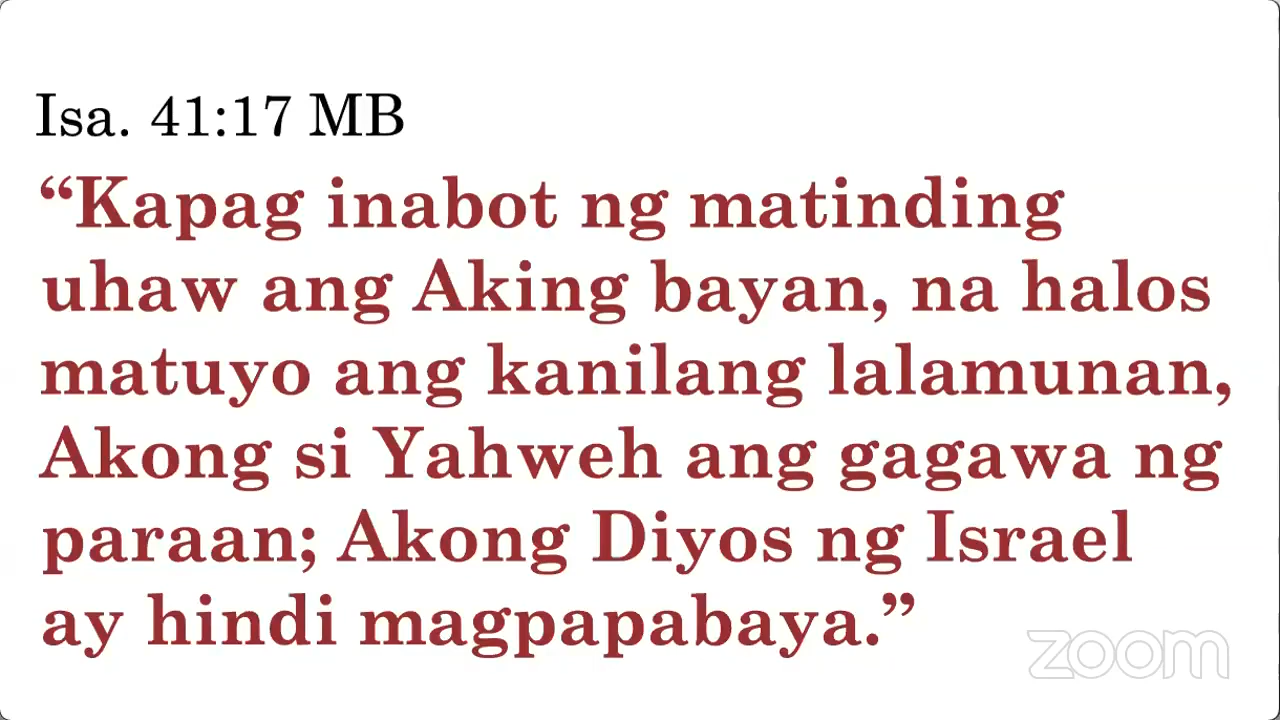 Isa. 41:17 MB
“Kapag inabot ng matinding
uhaw ang Aking bayan, na halos
matuyo ang kanilang lalamunan,
Akong si Yahweh ang gagawa ng
paraan; Akong Diyos ng Israel
ay hindi magpapabaya.”
zoom